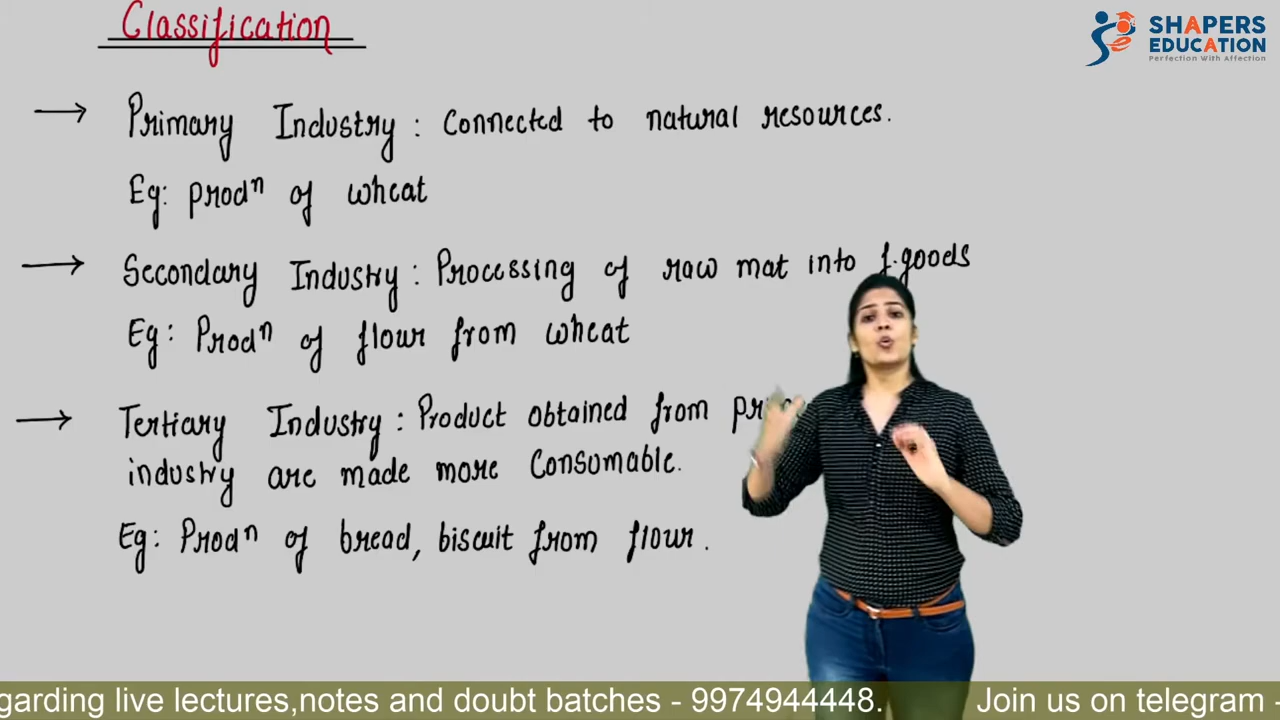 Classification
SHAPERS
EDUCATION
Perfection With Affection
→ Primary Industry : Connected to natural resources.
Eg: prodⁿ of wheat
→ Secondary Industry : Processing of raw mat into f.goods
Eg: Prodⁿ of flour from wheat
→ Tertiary Industry : Product obtained from
industry are made more Consumable.
Eg: Prodⁿ of bread, biscuit from flour.
garding live lectures,notes and doubt batches - 9974944448. Join us on telegram -